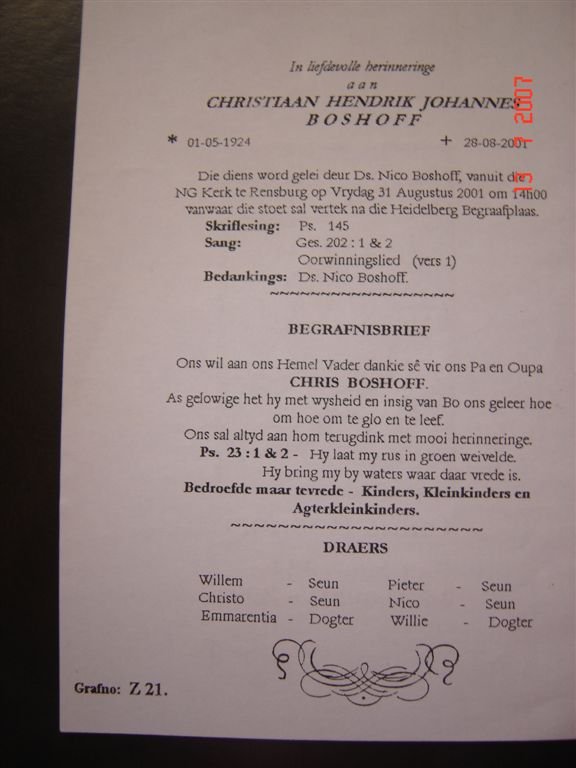 In liefdevolle herinneringe
aan
CHRISTIAAN HENDRIK JOHANNES
BOSHOFF
* 01-05-1924 + 28-08-2001
Die diens word gelei deur Ds. Nico Boshoff, vanuit die
NG Kerk te Rensburg op Vrydag 31 Augustus 2001 om 14h00
vanwaar die stoet sal vertrek na die Heidelberg Begraafplaas.
Skriflesing: Ps. 145
Sang: Ges. 202 : 1 & 2
Oorwinningslied (vers 1)
Bedankings: Ds. Nico Boshoff.
~~~~~~~~~~~~~~~~~~
BEGRAFNISBRIEF
Ons wil aan ons Hemel Vader dankie sê vir ons Pa en Oupa
CHRIS BOSHOFF.
As gelowige het hy met wysheid en insig van Bo ons geleer hoe
om hoe om te glo en te leef.
Ons sal altyd aan hom terugdink met mooi herinneringe.
Ps. 23 : 1 & 2 - Hy laat my rus in groen weivelde.
Hy bring my by waters waar daar vrede is.
Bedroefde maar tevrede - Kinders, Kleinkinders en
Agterkleinkinders.
~~~~~~~~~~~~~~~~~~~~~~~~
DRAERS
Willem - Seun Pieter - Seun
Christo - Seun Nico - Seun
Emmarentia - Dogter Willie - Dogter
Grafno: Z 21.
2007